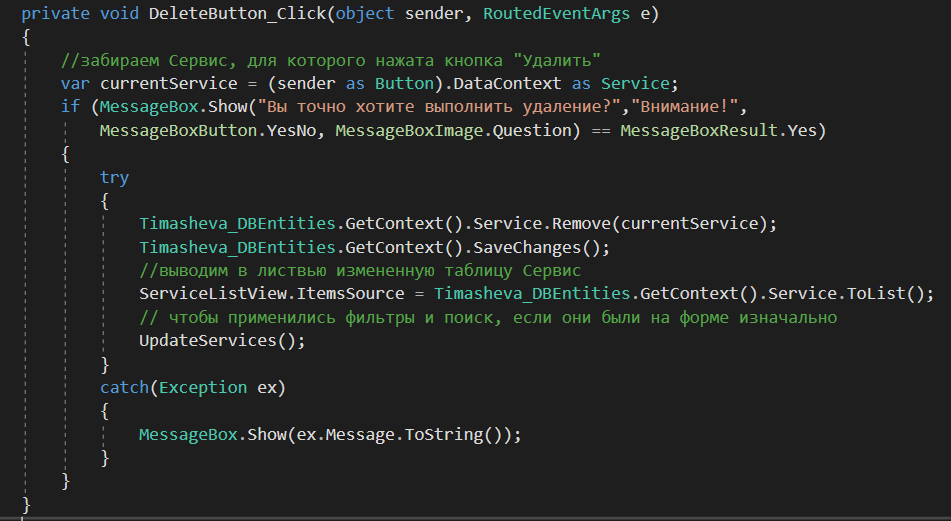 private void DeleteButton_Click(object sender, RoutedEventArgs e)
{
//забираем Сервис, для которого нажата кнопка "Удалить"
var currentService = (sender as Button).DataContext as Service;
if (MessageBox.Show("Вы точно хотите выполнить удаление?","Внимание!",
MessageBoxButton.YesNo, MessageBoxImage.Question) == MessageBoxResult.Yes)
{
try
{
Timasheva_DBEntities.GetContext().Service.Remove(currentService);
Timasheva_DBEntities.GetContext().SaveChanges();
//выводим в листвью измененную таблицу Сервис
ServiceListView.ItemsSource = Timasheva_DBEntities.GetContext().Service.ToList();
// чтобы применились фильтры и поиск, если они были на форме изначально
UpdateServices();
}
catch(Exception ex)
{
MessageBox.Show(ex.Message.ToString());
}
}
}